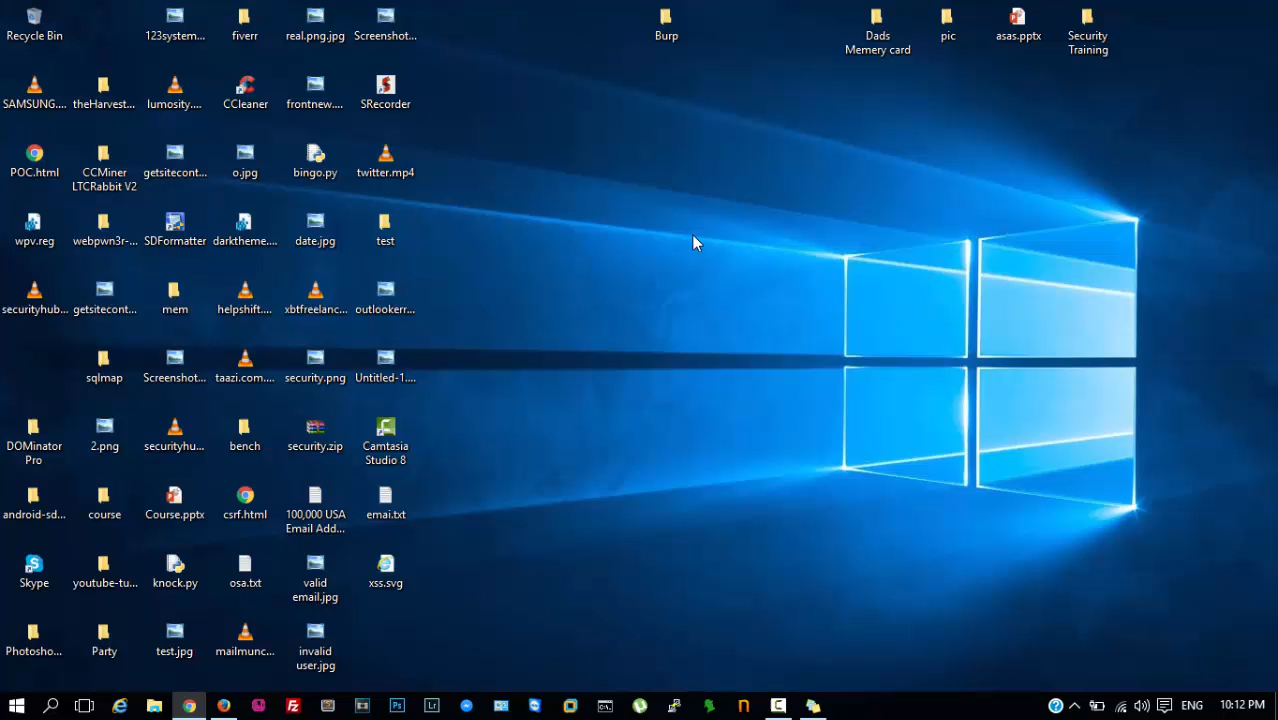 Recycle Bin
123system...
fiverr
real.png.jpg
Screenshot...
Burp
Dads
Memery card
pic
asas.pptx
Security
Training
SAMSUNG....
theHarvest...
lumosity....
CCleaner
frontnew....
SRecorder
POC.html
CCMiner
LTCRabbit V2
getsitecont...
o.jpg
bingo.py
twitter.mp4
wpv.reg
webpwn3r-...
SDFormatter
darktheme....
date.jpg
test
securityhub...
getsitecont...
mem
helpshift....
xbtfreelanc...
outlookerr...
sqlmap
Screenshot...
taazi.com....
security.png
Untitled-1....
DOMinator
Pro
2.png
securityhu...
bench
security.zip
Camtasia
Studio 8
android-sd...
course
Course.pptx
csrf.html
100,000 USA
Email Add...
emai.txt
Skype
youtube-tu...
knock.py
osa.txt
valid
email.jpg
xss.svg
Photosho...
Party
test.jpg
mailmunc...
invalid
user.jpg
Ps
Lr
ENG
10:12 PM